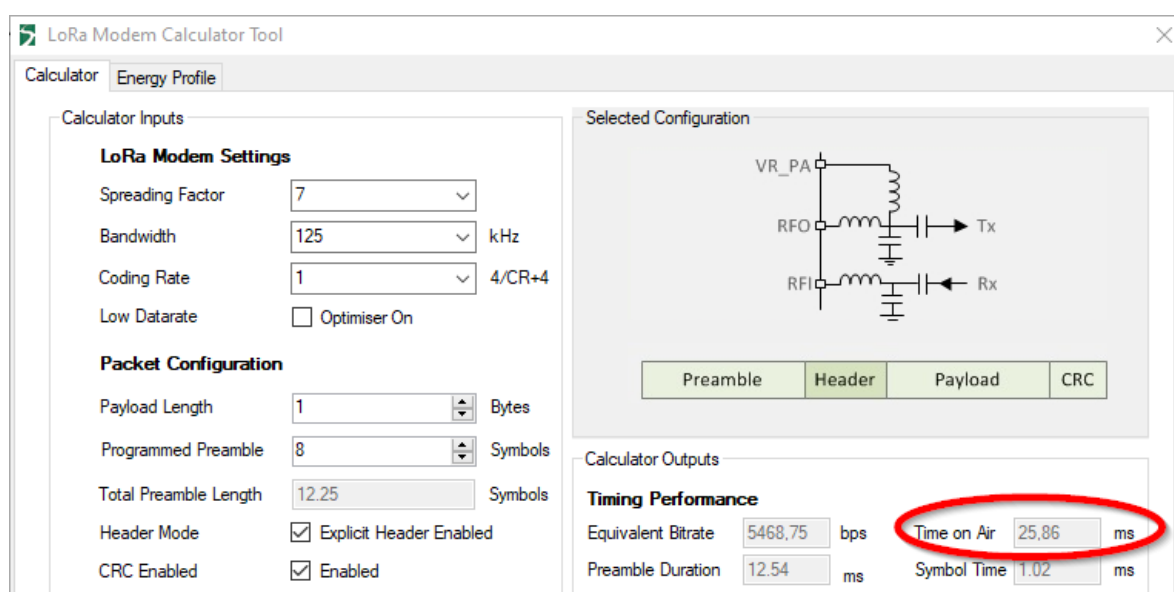 LoRa Modem Calculator Tool
Calculator
Energy Profile
Calculator Inputs
LoRa Modem Settings
Spreading Factor 7
Bandwidth 125 kHz
Coding Rate 1 4/CR+4
Low Datarate Optimiser On
Packet Configuration
Payload Length 1 Bytes
Programmed Preamble 8 Symbols
Total Preamble Length 12.25 Symbols
Header Mode Explicit Header Enabled
CRC Enabled Enabled
Selected Configuration
VR_PA
RFO Tx
RFI Rx
Preamble Header Payload CRC
Calculator Outputs
Timing Performance
Equivalent Bitrate 5468,75 bps Time on Air 25,86 ms
Preamble Duration 12.54 ms Symbol Time 1.02 ms